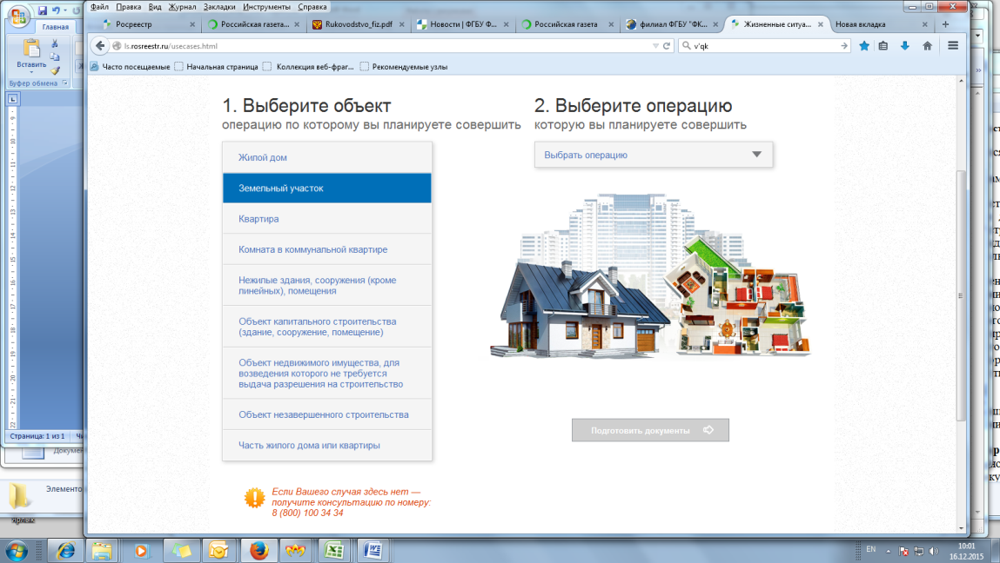 Файл Правка Вид Журнал Закладки Инструменты Справка
Главная
Росреестр
Российская газета...
Rukovodstvo_fiz.pdf
Новости | ФГБУ Ф...
Российская газета
филиал ФГБУ "ФК...
Жизненные ситуа...
Новая вкладка
ls.rosreestr.ru/usecases.html
v'qk
Вставить
Часто посещаемые
Начальная страница
Коллекция веб-фраг...
Рекомендуемые узлы
Буфер обмена
1. Выберите объект
операцию по которому вы планируете совершить
2. Выберите операцию
которую вы планируете совершить
Жилой дом
Выбрать операцию
Земельный участок
Квартира
Комната в коммунальной квартире
Нежилые здания, сооружения (кроме
линейных), помещения
Объект капитального строительства
(здание, сооружение, помещение)
Объект недвижимого имущества, для
возведения которого не требуется
выдача разрешения на строительство
Объект незавершенного строительства
Часть жилого дома или квартиры
Подготовить документы
Страница: 1 из 1
Докумен
Элементо
Если Вашего случая здесь нет —
получите консультацию по номеру:
8 (800) 100 34 34
Ярлык
EN
10:01
16.12.2015